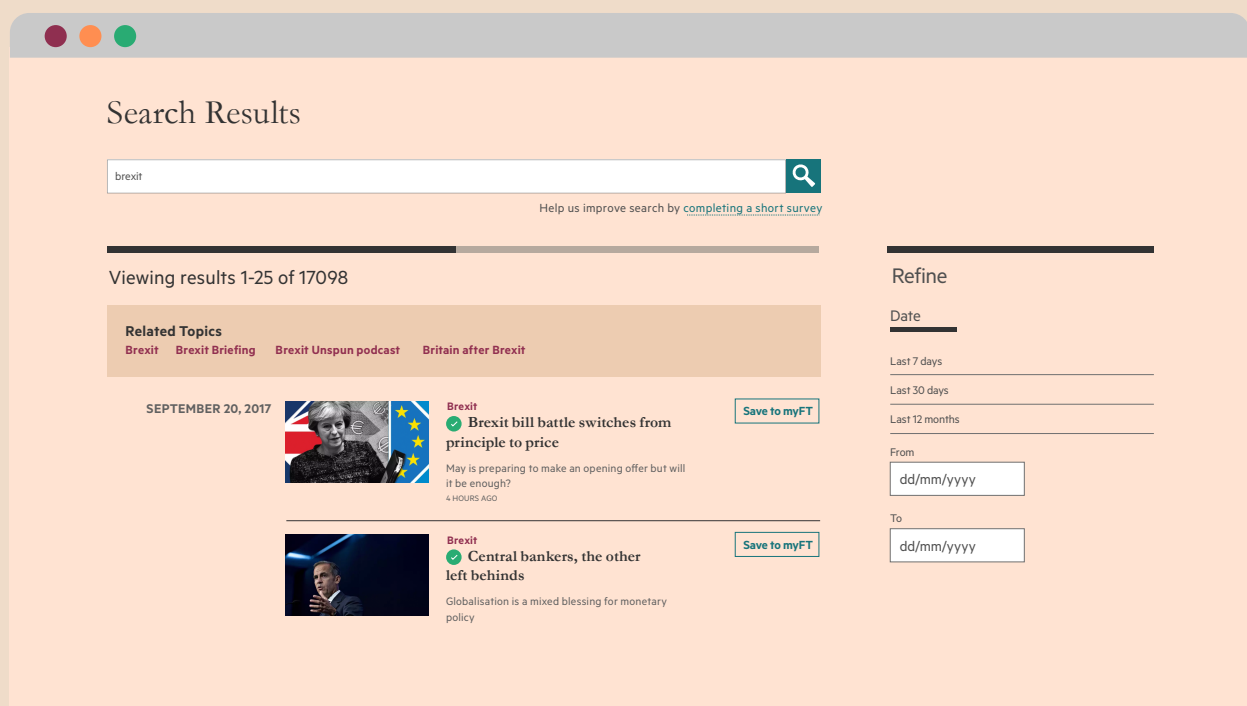 Search Results
brexit
Help us improve search by completing a short survey
Viewing results 1-25 of 17098
Related Topics
Brexit Brexit Briefing Brexit Unspun podcast Britain after Brexit
SEPTEMBER 20, 2017
Brexit
Brexit bill battle switches from
principle to price
May is preparing to make an opening offer but will
it be enough?
4 HOURS AGO
Save to myFT
Brexit
Central bankers, the other
left behinds
Globalisation is a mixed blessing for monetary
policy
Save to myFT
Refine
Date
Last 7 days
Last 30 days
Last 12 months
From
dd/mm/yyyy
To
dd/mm/yyyy